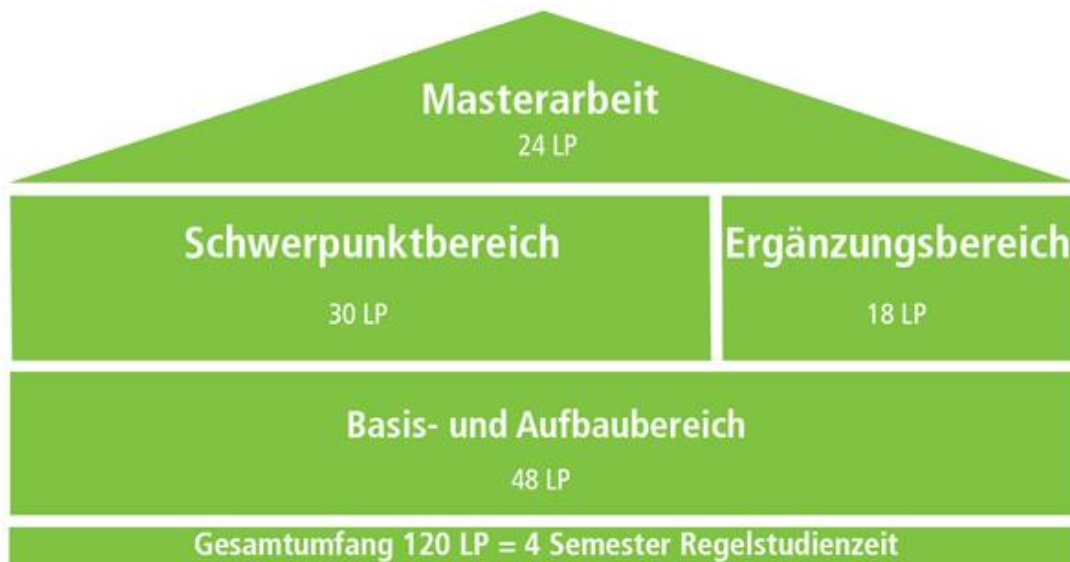 Masterarbeit
24 LP
Schwerpunktbereich
30 LP
Ergänzungsbereich
18 LP
Basis- und Aufbaubereich
48 LP
Gesamtumfang 120 LP = 4 Semester Regelstudienzeit